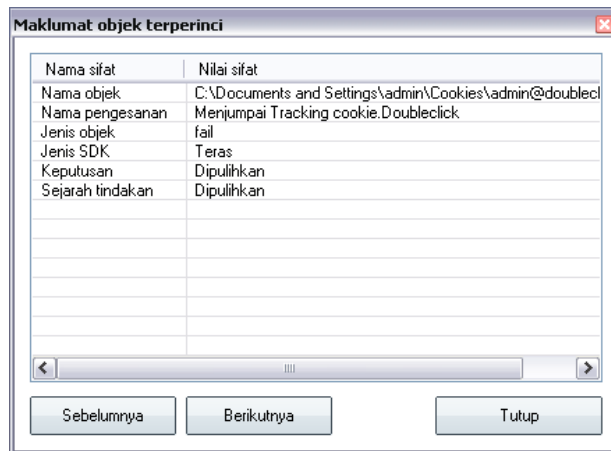 Maklumat objek terperinci
Nama sifat Nilai sifat
Nama objek C:\Documents and Settings\admin\Cookies\admin@doublecl
Nama pengesanan Menjumpai Tracking cookie.Doubleclick
Jenis objek fail
Jenis SDK Teras
Keputusan Dipulihkan
Sejarah tindakan Dipulihkan
Sebelumnya Berikutnya Tutup